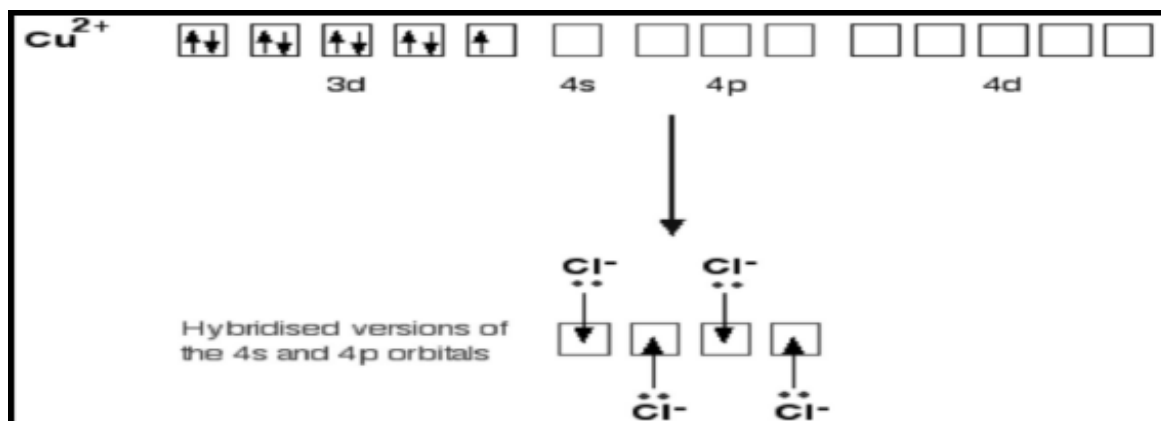 Cu²⁺
3d 4s 4p 4d
Cl⁻ Cl⁻
Hybridised versions of
the 4s and 4p orbitals
Cl⁻ Cl⁻